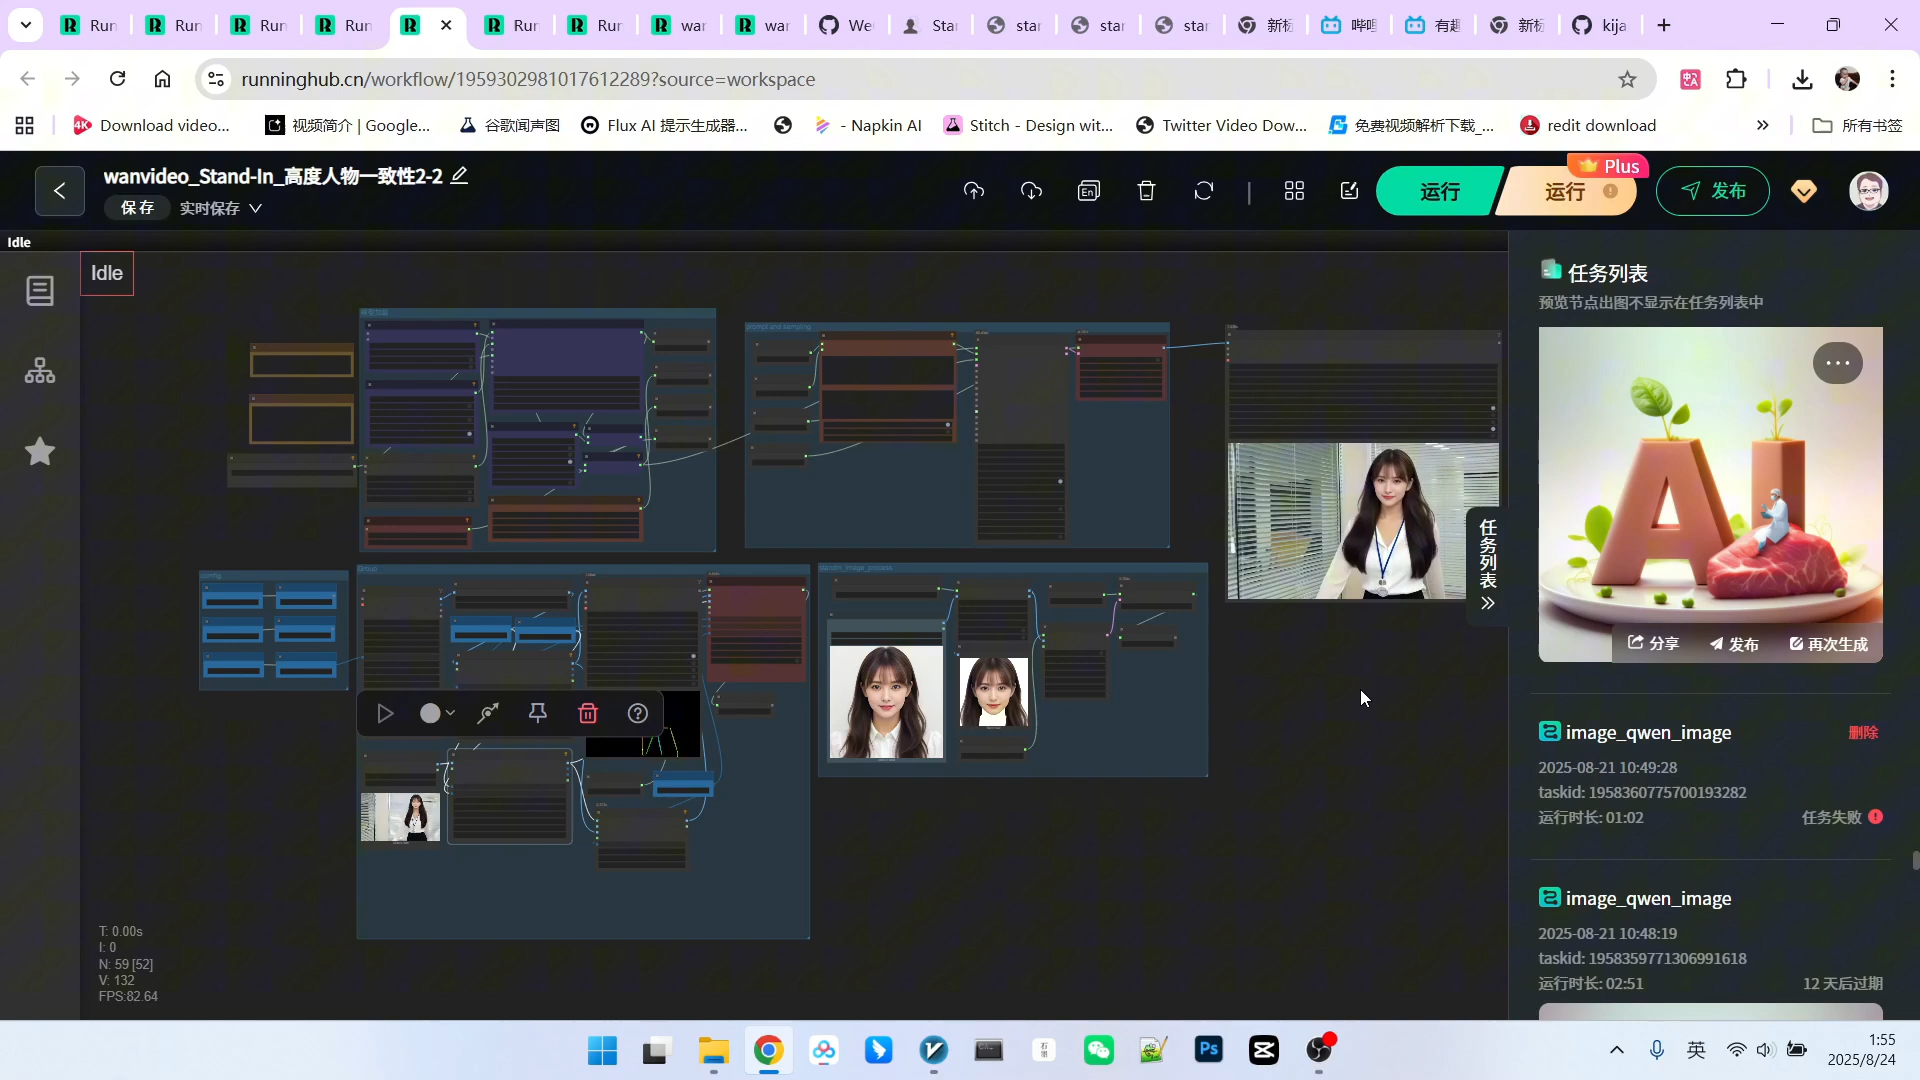 Run
Run
Run
Run
Run
Run
war
war
We
Star
star
star
star
新标
哔哩
有趣
新标
kija
runninghub.cn/workflow/1959302981017612289?source=workspace
Download video...
视频简介 | Google...
谷歌闻声图
Flux AI 提示生成器...
- Napkin AI
Stitch - Design wit...
Twitter Video Dow...
免费视频解析下载_...
redit download
所有书签
wanvideo_Stand-In_高度人物一致性2-2
保存
实时保存
运行
运行
Plus
发布
Idle
Idle
prompt and sampling
config
Group
standin_image_process
任务列表
T: 0.00s
I: 0
N: 59 [52]
V: 132
FPS:82.64
任务列表
预览节点出图不显示在任务列表中
AI
分享
发布
再次生成
image_qwen_image
删除
2025-08-21 10:49:28
taskid: 1958360775700193282
运行时长: 01:02
任务失败
image_qwen_image
2025-08-21 10:48:19
taskid: 1958359771306991618
运行时长: 02:51
12 天后过期
Ps
英
1:55
2025/8/24